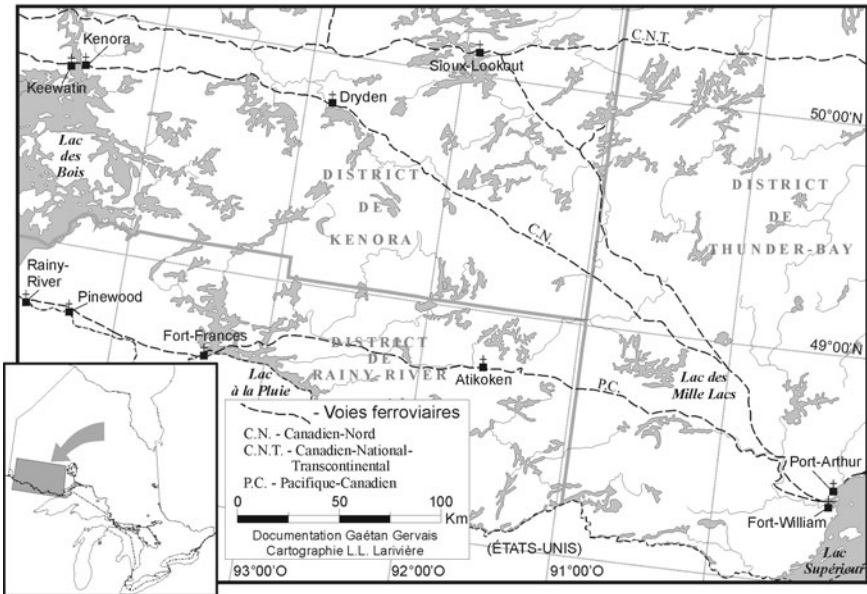 C.N.T.
Kenora
Sioux-Lookout
Keewatin
Dryden
50°00'N
Lac
des
Bois
DISTRICT
DE
KENORA
DISTRICT
DE
THUNDER-BAY
C.N.
Rainy-
River
Pinewood
Fort-Frances
DISTRICT
DE
RAINY-RIVER
49°00'N
Lac
à la Pluie
Atikoken
Lac des
Mille Lacs
P.C.
- Voies ferroviaires
C.N. - Canadien-Nord
C.N.T. - Canadien-National-
Transcontinental
P.C. - Pacifique-Canadien
0 50 100
Km
Documentation Gaétan Gervais
Cartographie L.L. Larivière
Port-Arthur
Fort-William
(ÉTATS-UNIS)
Lac
Supérieur
93°00'O
92°00'O
91°00'O